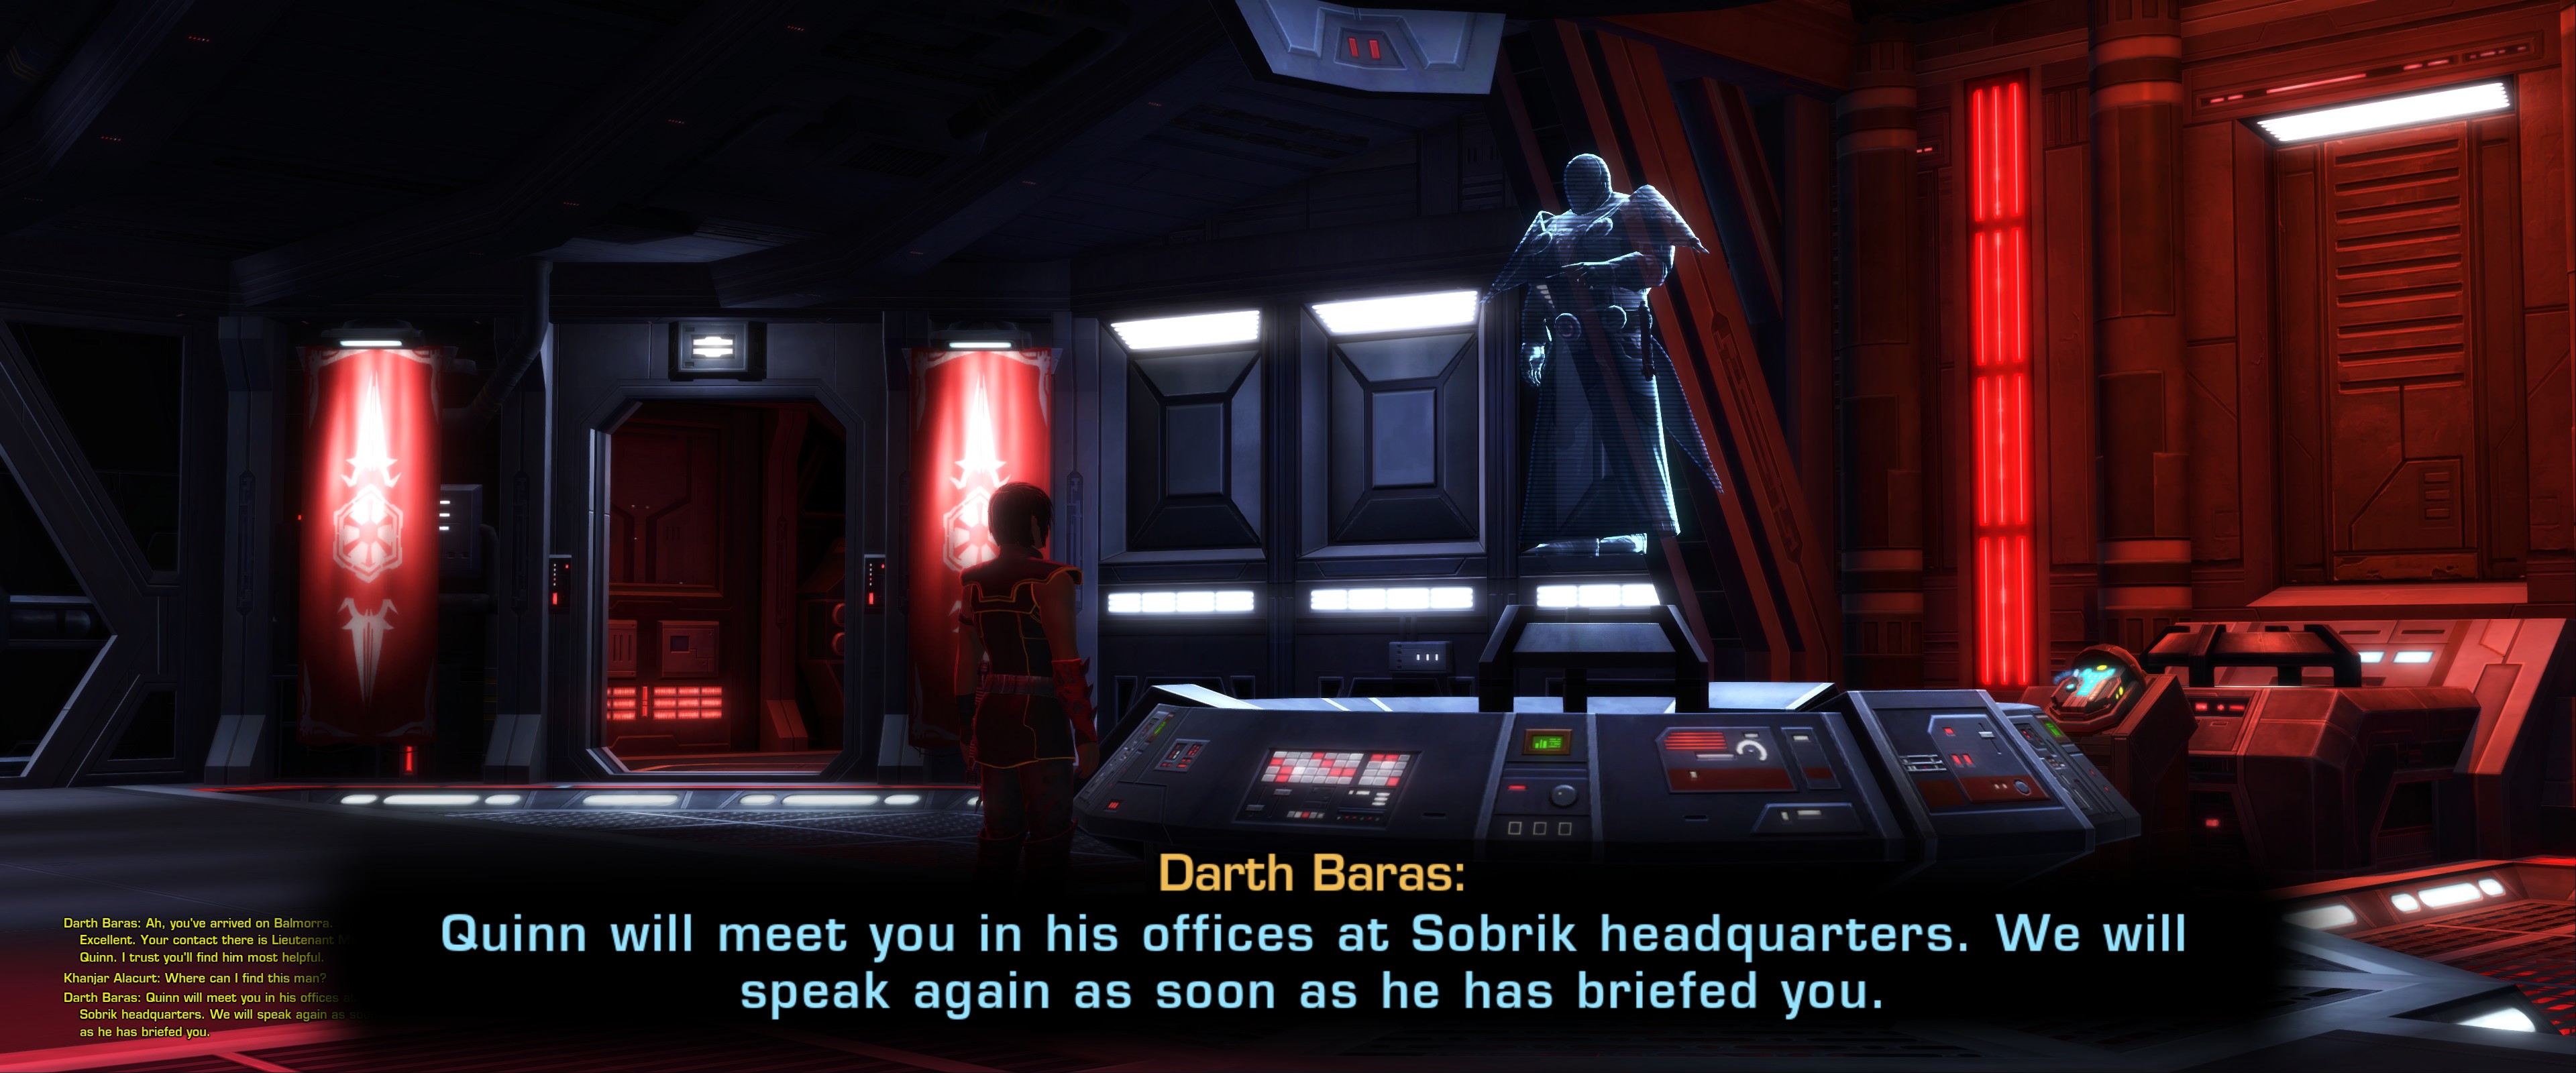 Darth Baras:
Quinn will meet you in his offices at Sobrik headquarters. We will
speak again as soon as he has briefed you.
Darth Baras: Ah, you've arrived on Balmorra.
Excellent. Your contact there is Lieutenant
Quinn. I trust you'll find him most helpful.
Khanjar Alacurt: Where can I find this man?
Darth Baras: Quinn will meet you in his offices at
Sobrik headquarters. We will speak again as
as he has briefed you.